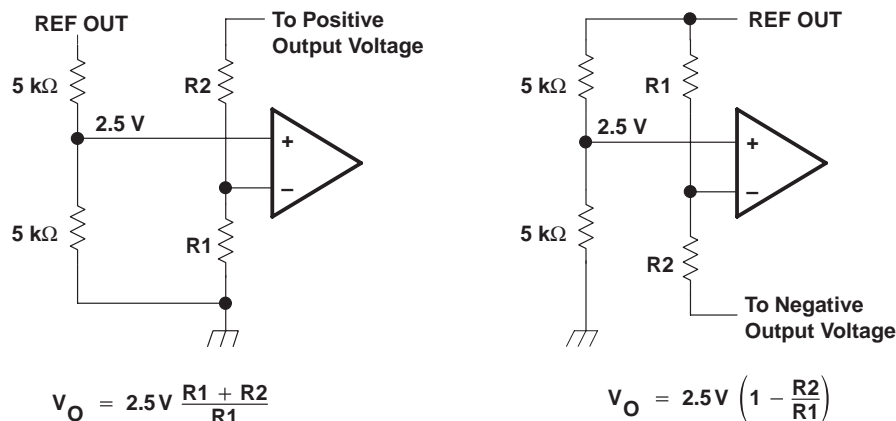 REF OUT
5 kΩ
2.5 V
5 kΩ
R2
To Positive
Output Voltage
+
−
R1
V_O = 2.5 V (R1 + R2)/R1
REF OUT
5 kΩ
R1
2.5 V
+
−
5 kΩ
R2
To Negative
Output Voltage
V_O = 2.5 V (1 − R2/R1)